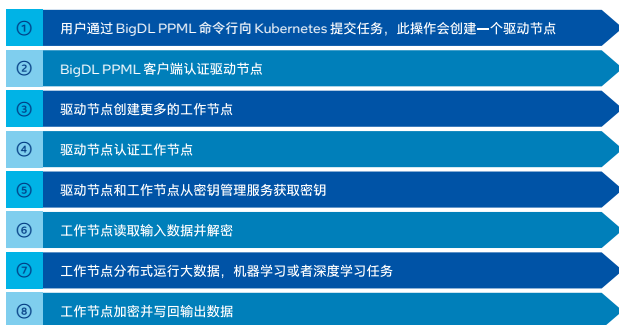 ① 用户通过 BigDL PPML 命令行向 Kubernetes 提交任务，此操作会创建一个驱动节点
② BigDL PPML 客户端认证驱动节点
③ 驱动节点创建更多的工作节点
④ 驱动节点认证工作节点
⑤ 驱动节点和工作节点从密钥管理服务获取密钥
⑥ 工作节点读取输入数据并解密
⑦ 工作节点分布式运行大数据，机器学习或者深度学习任务
⑧ 工作节点加密并写回输出数据